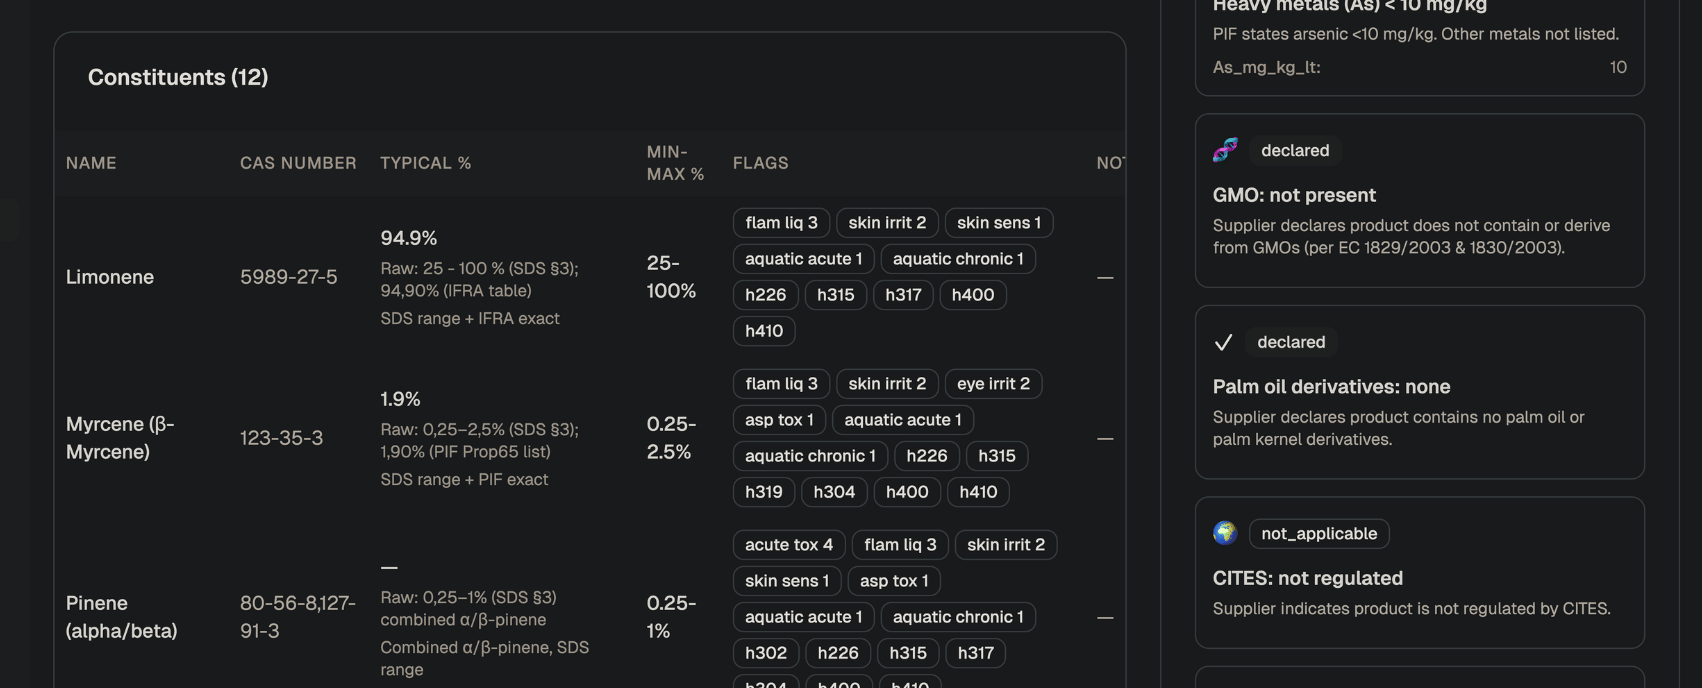 Constituents (12)
NAME
CAS NUMBER
TYPICAL %
MIN-
MAX %
FLAGS
Limonene
5989-27-5
94.9%
Raw: 25 - 100 % (SDS §3);
94,90% (IFRA table)
SDS range + IFRA exact
25-
100%
flam liq 3 skin irrit 2 skin sens 1
aquatic acute 1 aquatic chronic 1
h226 h315 h317 h400
h410
—
Myrcene (β-
Myrcene)
123-35-3
1.9%
Raw: 0,25–2,5% (SDS §3);
1,90% (PIF Prop65 list)
SDS range + PIF exact
0.25-
2.5%
flam liq 3 skin irrit 2 eye irrit 2
asp tox 1 aquatic acute 1
aquatic chronic 1 h226 h315
h319 h304 h400 h410
—
Pinene
(alpha/beta)
80-56-8,127-
91-3
—
Raw: 0,25–1% (SDS §3)
combined α/β-pinene
Combined α/β-pinene, SDS
range
0.25-
1%
acute tox 4 flam liq 3 skin irrit 2
skin sens 1 asp tox 1
aquatic acute 1 aquatic chronic 1
h302 h226 h315 h317
h304 h400 h410
—
Heavy metals (As) < 10 mg/kg
PIF states arsenic <10 mg/kg. Other metals not listed.
As_mg_kg_lt: 10
declared
GMO: not present
Supplier declares product does not contain or derive
from GMOs (per EC 1829/2003 & 1830/2003).
declared
Palm oil derivatives: none
Supplier declares product contains no palm oil or
palm kernel derivatives.
not_applicable
CITES: not regulated
Supplier indicates product is not regulated by CITES.